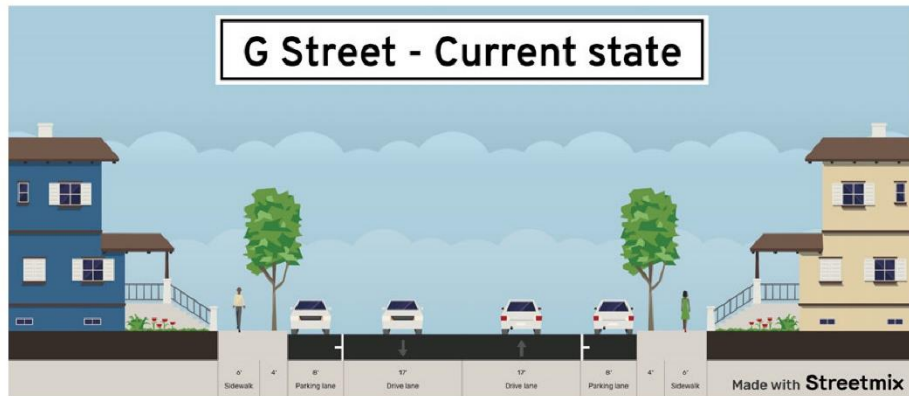 G Street - Current state
6' 4' 8' 17' 17' 8' 4' 6'
Sidewalk Parking lane Drive lane Drive lane Parking lane Sidewalk
Made with Streetmix